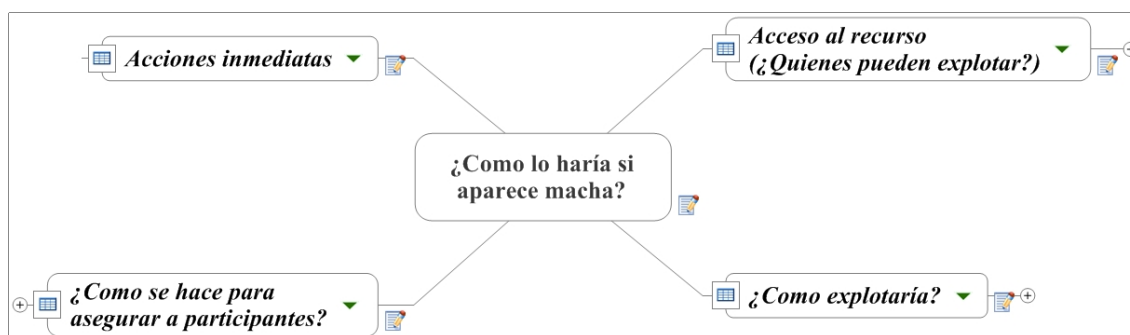 Acciones inmediatas
Acceso al recurso
(¿Quienes pueden explotar?)
¿Como lo haría si
aparece macha?
¿Como se hace para
asegurar a participantes?
¿Como explotaría?